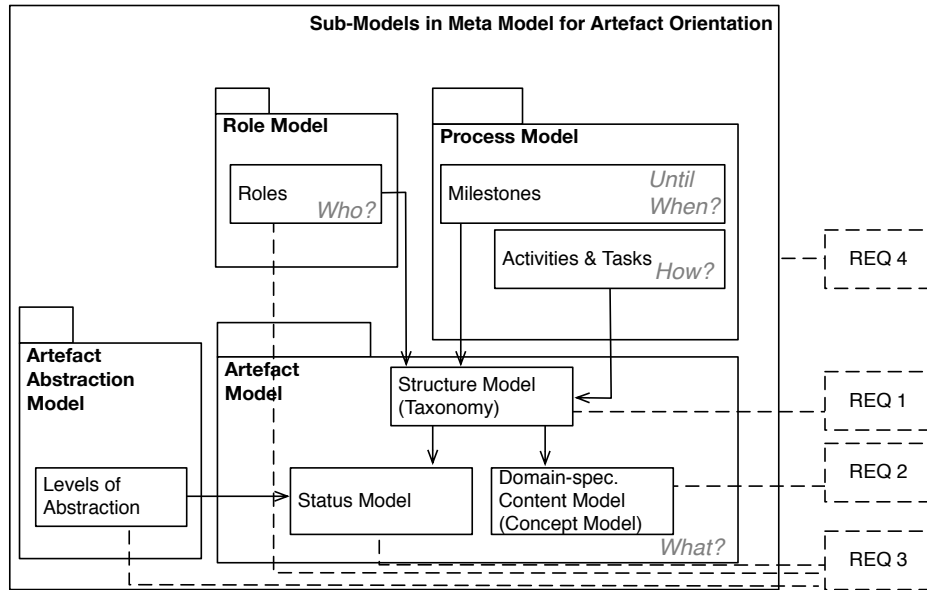 Sub-Models in Meta Model for Artefact Orientation
Role Model
Roles
Who?
Process Model
Milestones
Until
When?
Activities & Tasks
How?
REQ 4
Artefact
Abstraction
Model
Levels of
Abstraction
Artefact
Model
Structure Model
(Taxonomy)
Status Model
Domain-spec.
Content Model
(Concept Model)
What?
REQ 1
REQ 2
REQ 3